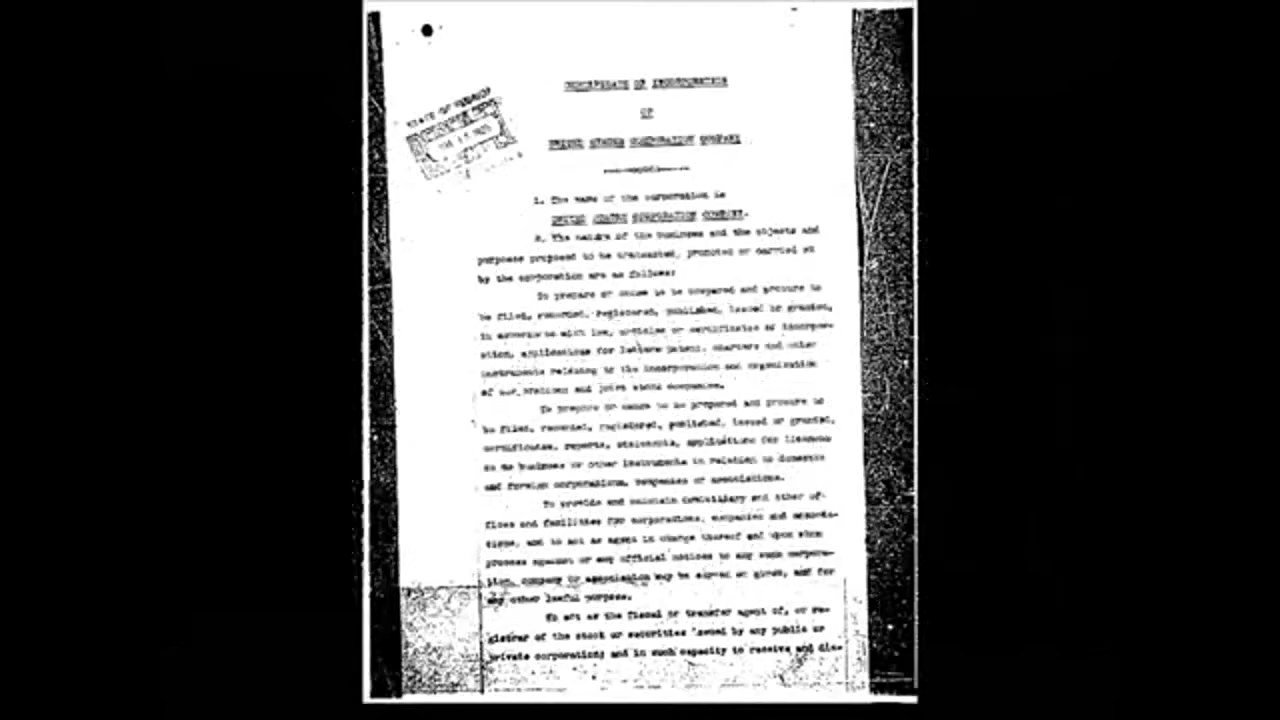 CERTIFICATE OF INCORPORATION
OF
UNITED STATES CORPORATION COMPANY
STATE OF
1. The name of the corporation is
UNITED STATES CORPORATION COMPANY.
2. The nature of the business and the objects and
purposes proposed to be transacted, promoted or carried on
by the corporation are as follows:
To prepare or cause to be prepared and procure to
be filed, recorded, registered, published, issued or granted,
in accordance with law, articles or certificates of incorpor-
ation, applications for letters patent, charters and other
instruments relating to the incorporation and organization
of corporations and joint stock companies.
To prepare or cause to be prepared and procure to
be filed, recorded, registered, published, issued or granted,
certificates, reports, statements, applications for licenses
to do business or other instruments in relation to domestic
and foreign corporations, companies or associations.
To provide and maintain domiciliary and other of-
fices and facilities for corporations, companies and associa-
tions, and to act as agent in charge thereof and upon whom
process against or any official notices to any such corpora-
tion, company or association may be served or given, and for
any other lawful purpose.
To act as the fiscal or transfer agent of, or re-
gistrar of the stock or securities issued by any public or
private corporation; and in such capacity to receive and dis-